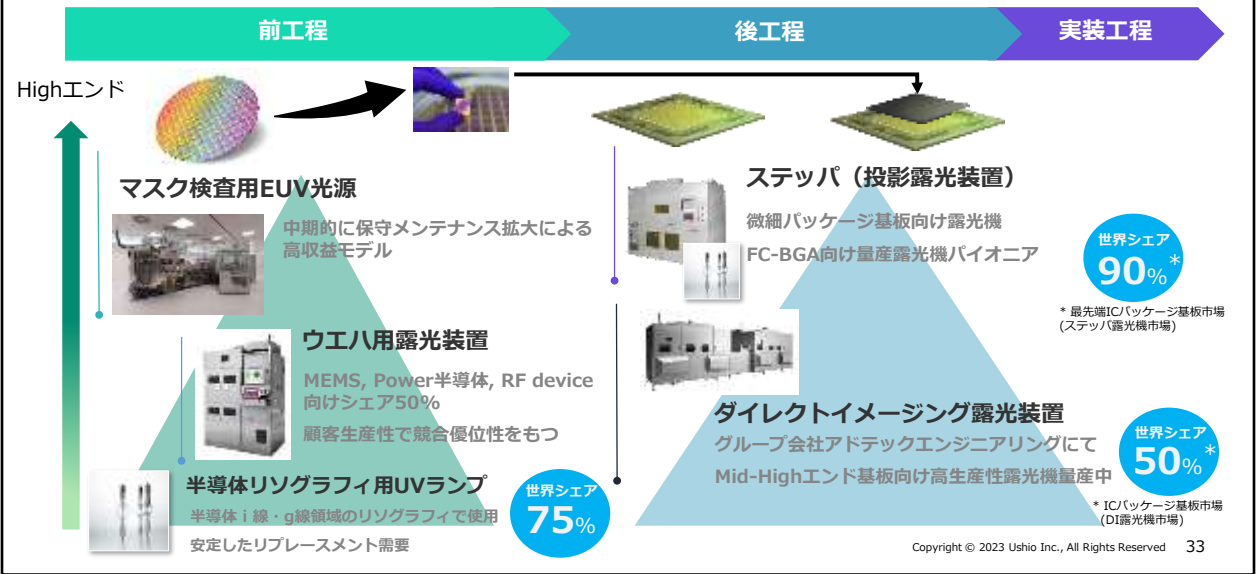 前工程
後工程
実装工程
Highエンド
マスク検査用EUV光源
中期的に保守メンテナンス拡大による
高収益モデル
ウエハ用露光装置
MEMS, Power半導体, RF device
向けシェア50%
顧客生産性で競合優位性をもつ
半導体リソグラフィ用UVランプ
半導体ｉ線・g線領域のリソグラフィで使用
安定したリプレースメント需要
世界シェア
75%
ステッパ（投影露光装置）
微細パッケージ基板向け露光機
FC-BGA向け量産露光機パイオニア
世界シェア
90%*
* 最先端ICパッケージ基板市場
(ステッパ露光機市場)
ダイレクトイメージング露光装置
グループ会社アドテックエンジニアリングにて
Mid-Highエンド基板向け高生産性露光機量産中
世界シェア
50%*
* ICパッケージ基板市場
(DI露光機市場)
Copyright © 2023 Ushio Inc., All Rights Reserved 33